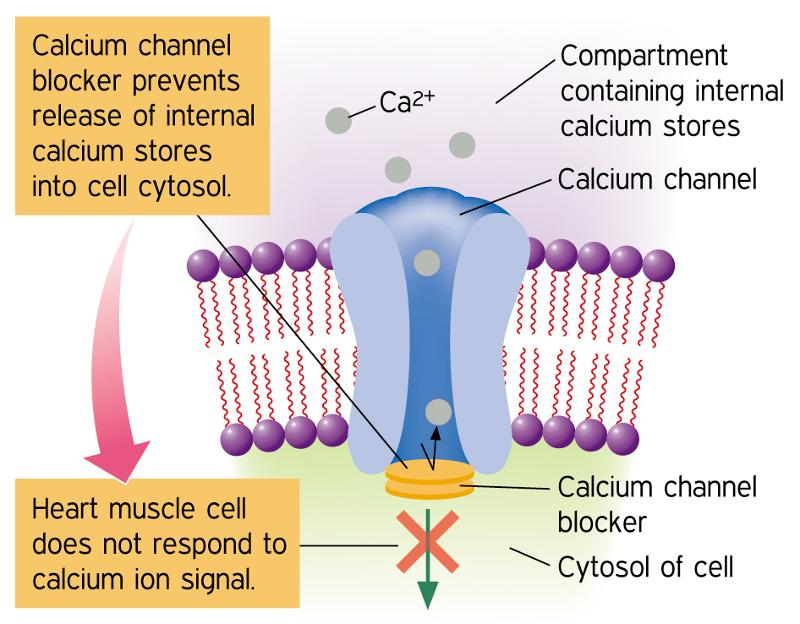 Calcium channel
blocker prevents
release of internal
calcium stores
into cell cytosol.
Ca2+
Compartment
containing internal
calcium stores
Calcium channel
Heart muscle cell
does not respond to
calcium ion signal.
Calcium channel
blocker
Cytosol of cell